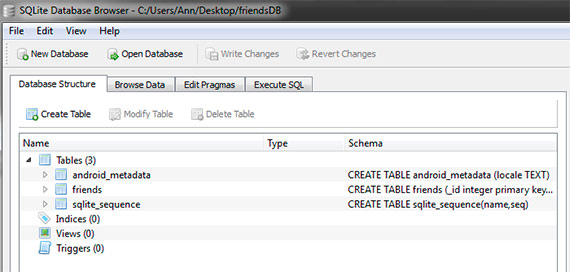 SQLite Database Browser - C:/Users/Ann/Desktop/friendsDB
File Edit View Help
New Database Open Database Write Changes Revert Changes
Database Structure Browse Data Edit Pragmas Execute SQL
Create Table Modify Table Delete Table
Name Type Schema
Tables (3)
android_metadata CREATE TABLE android_metadata (locale TEXT)
friends CREATE TABLE friends (_id integer primary key...
sqlite_sequence CREATE TABLE sqlite_sequence(name,seq)
Indices (0)
Views (0)
Triggers (0)